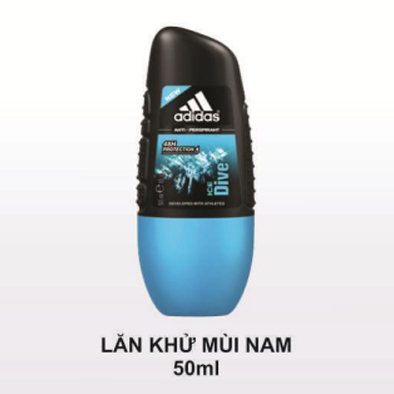 NEW
adidas
ANTI-PERSPIRANT
48H
PROTECTION
ICE
Dive
DEVELOPED WITH ATHLETES
LĂN KHỬ MÙI NAM
50ml